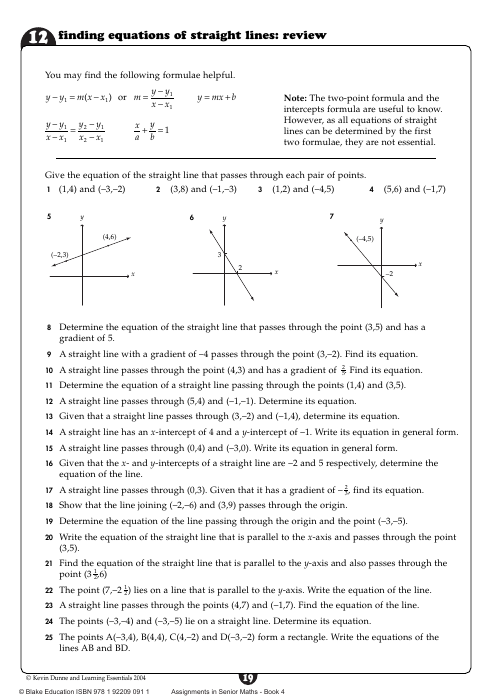 12 finding equations of straight lines: review
You may find the following formulae helpful.
y – y₁ = m(x – x₁) or m = (y – y₁)/(x – x₁) y = mx + b
(y – y₁)/(x – x₁) = (y₂ – y₁)/(x₂ – x₁) x/a + y/b = 1
Note: The two-point formula and the
intercepts formula are useful to know.
However, as all equations of straight
lines can be determined by the first
two formulae, they are not essential.
Give the equation of the straight line that passes through each pair of points.
1 (1,4) and (–3,–2) 2 (3,8) and (–1,–3) 3 (1,2) and (–4,5) 4 (5,6) and (–1,7)
5 y (4,6) (–2,3) x
6 y 3 2 x
7 y (–4,5) x –2
8 Determine the equation of the straight line that passes through the point (3,5) and has a
gradient of 5.
9 A straight line with a gradient of –4 passes through the point (3,–2). Find its equation.
10 A straight line passes through the point (4,3) and has a gradient of Find its equation.
11 Determine the equation of a straight line passing through the points (1,4) and (3,5).
12 A straight passes through (5,4) and (–1,–1). Determine its equation.
13 Given that a straight line passes through (3,–2) and (–1,4), determine its equation.
14 A straight line has an x-intercept of 4 and a y-intercept of –1. Write its equation in general form.
15 A straight line passes through (0,4) and (–3,0). Write its equation in general form.
16 Given that the x- and y-intercepts of a straight line are –2 and 5 respectively, determine the
equation of the line.
17 A straight line passes through (0,3). Given that it has a gradient of find its equation.
18 Show that the line joining (–2,–6) and (3,9) passes through the origin.
19 Determine the equation of the line passing through the origin and the point (–3,–5).
20 Write the equation of the straight line that is parallel to the x-axis and passes through the point
(3,5).
21 Find the equation of the straight line that is parallel to the y-axis and also passes through the
point
22 The point (7,–2½) lies on a line that is parallel to the y-axis. Write the equation of the line.
23 A straight line passes through the points (4,7) and (–1,7). Find the equation of the line.
24 The points (–3,–4) and (–3,–5) lie on a straight line. Determine its equation.
25 The points A(–3,4), B(4,4), C(4,–2) and D(–3,–2) form a rectangle. Write the equations of the
lines AB and BD.
© Kevin Dunne and Learning Essentials 2004
19
© Blake Education ISBN 978 1 92209 091 1 Assignments in Senior Maths - Book 4